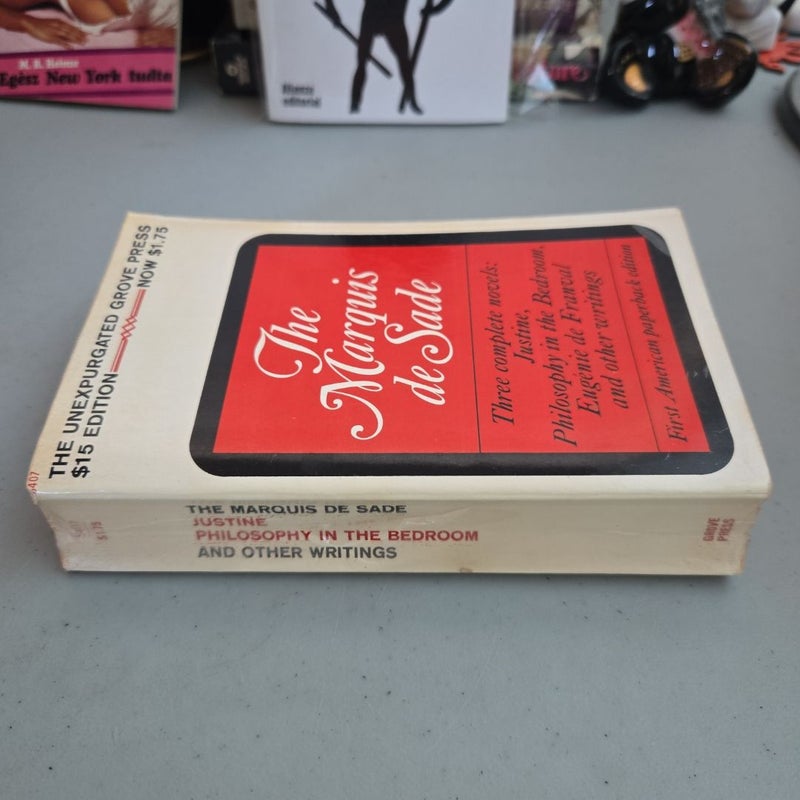 M. B. Heimer
Egész New York tudta
THE UNEXPURGATED GROVE PRESS
$15 EDITION
NOW $1.75
The
Marquis
de Sade
Three complete novels:
Justine,
Philosophy in the Bedroom,
Eugénie de Franval
and other writings
First American paperback edition
$1.75
THE MARQUIS DE SADE
JUSTINE
PHILOSOPHY IN THE BEDROOM
AND OTHER WRITINGS
GROVE
PRESS
editorial